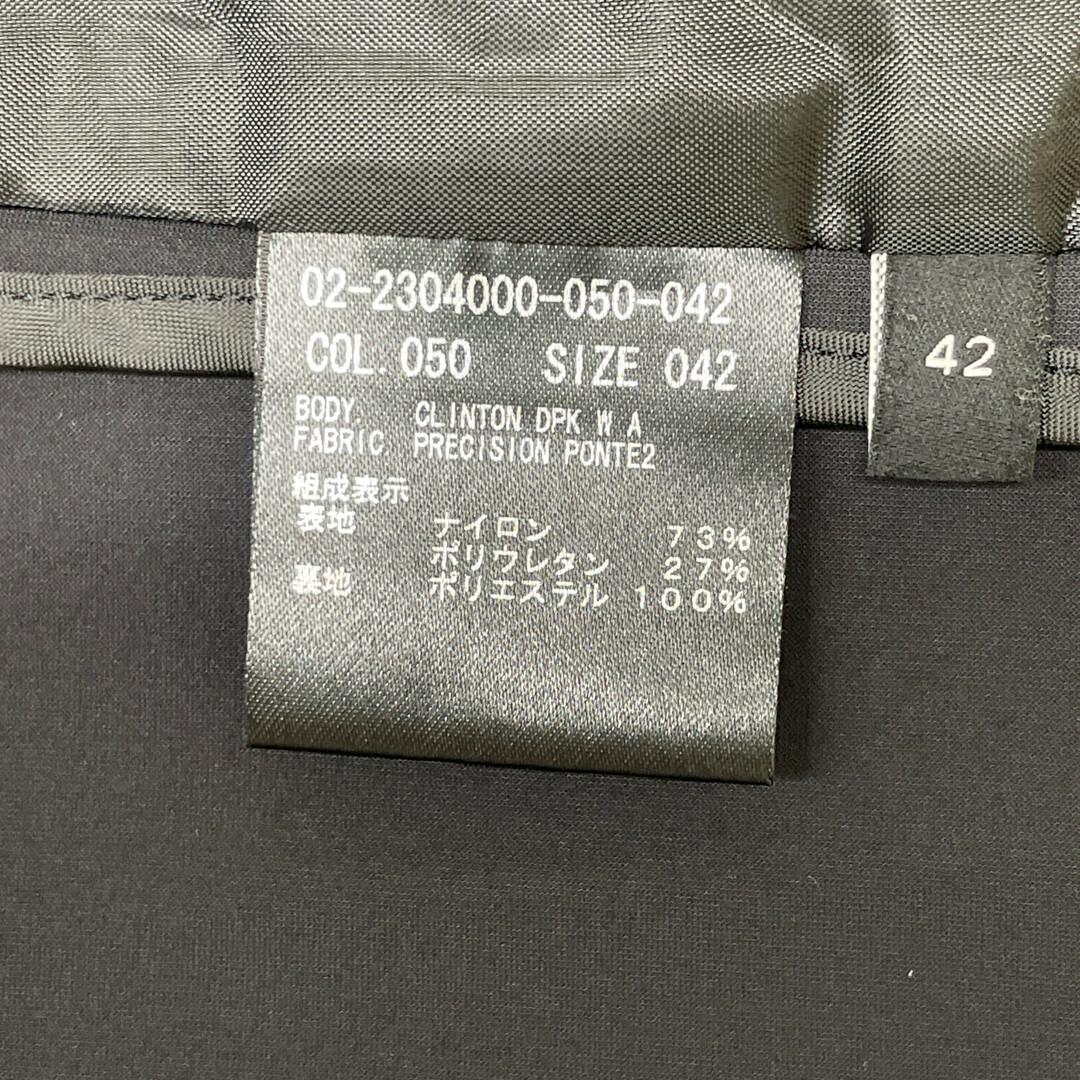 02-2304000-050-042
COL. 050 SIZE 042
BODY. CLINTON DPK W A
FABRIC PRECISION PONTE2
組成表示
表地 ナイロン 73%
ポリウレタン 27%
裏地 ポリエステル 100%
42